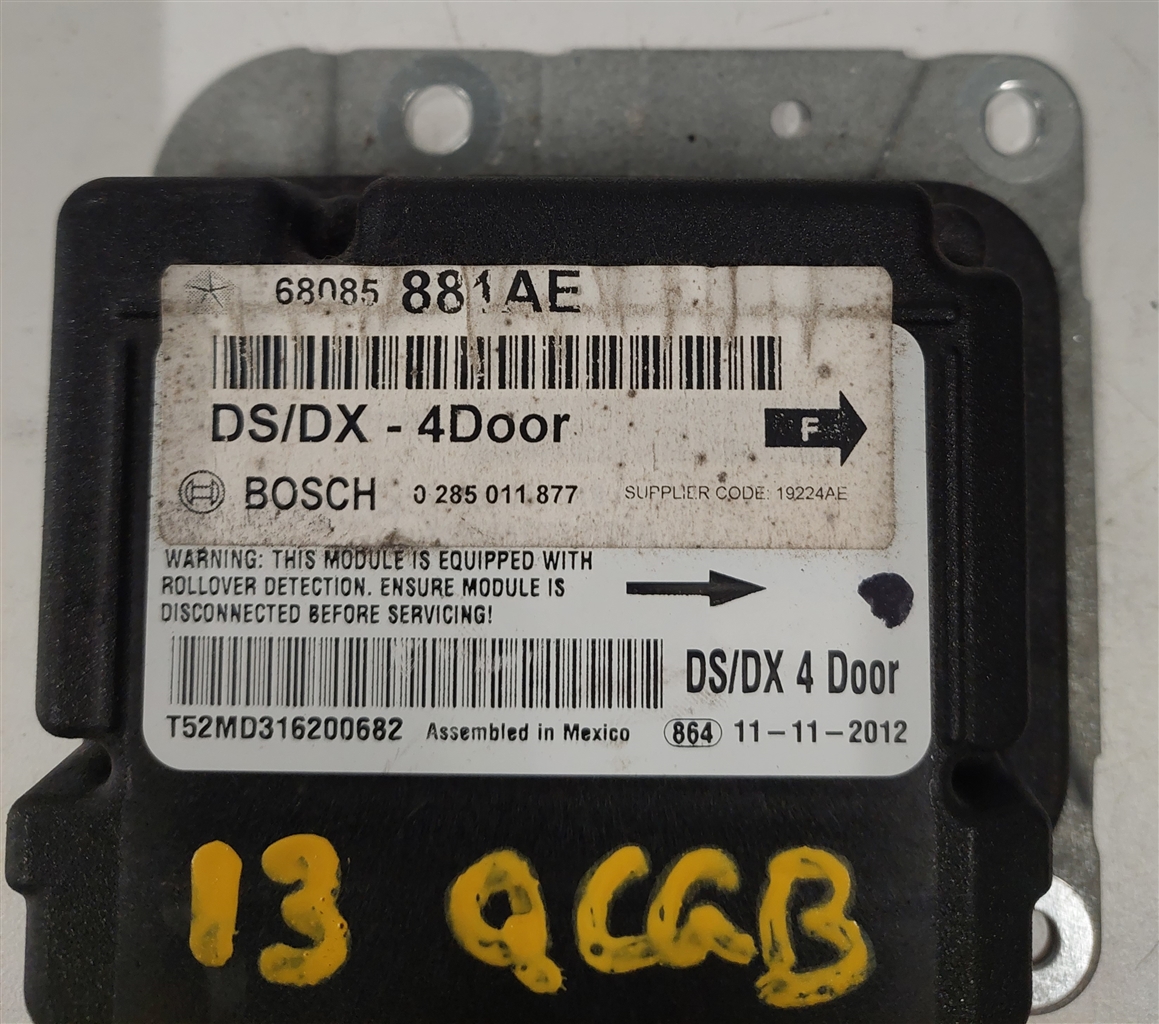 68085 881AE
DS/DX - 4Door
F
BOSCH 0 285 011 877 SUPPLIER CODE: 19224AE
WARNING: THIS MODULE IS EQUIPPED WITH
ROLLOVER DETECTION. ENSURE MODULE IS
DISCONNECTED BEFORE SERVICING!
DS/DX 4 Door
T52MD316200682 Assembled in Mexico 864 11-11-2012
13 QCGB